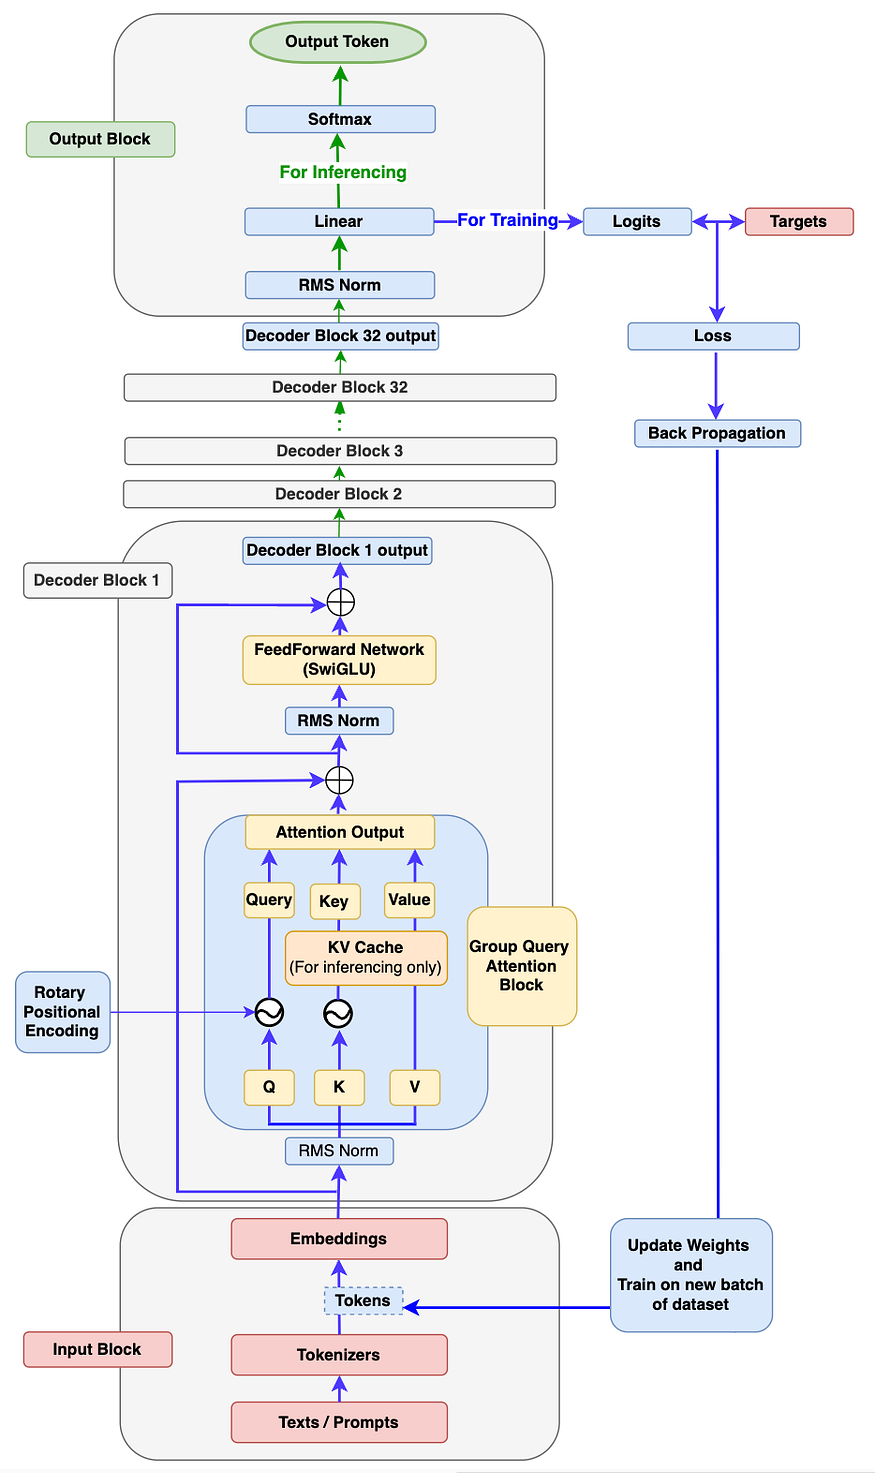 Output Token
Softmax
Output Block
For Inferencing
Linear
For Training
Logits
Targets
RMS Norm
Decoder Block 32 output
Loss
Decoder Block 32
Back Propagation
Decoder Block 3
Decoder Block 2
Decoder Block 1 output
Decoder Block 1
FeedForward Network
(SwiGLU)
RMS Norm
Attention Output
Query
Key
Value
KV Cache
(For inferencing only)
Group Query
Attention
Block
Rotary
Positional
Encoding
Q
K
V
RMS Norm
Embeddings
Update Weights
and
Train on new batch
of dataset
Tokens
Input Block
Tokenizers
Texts / Prompts